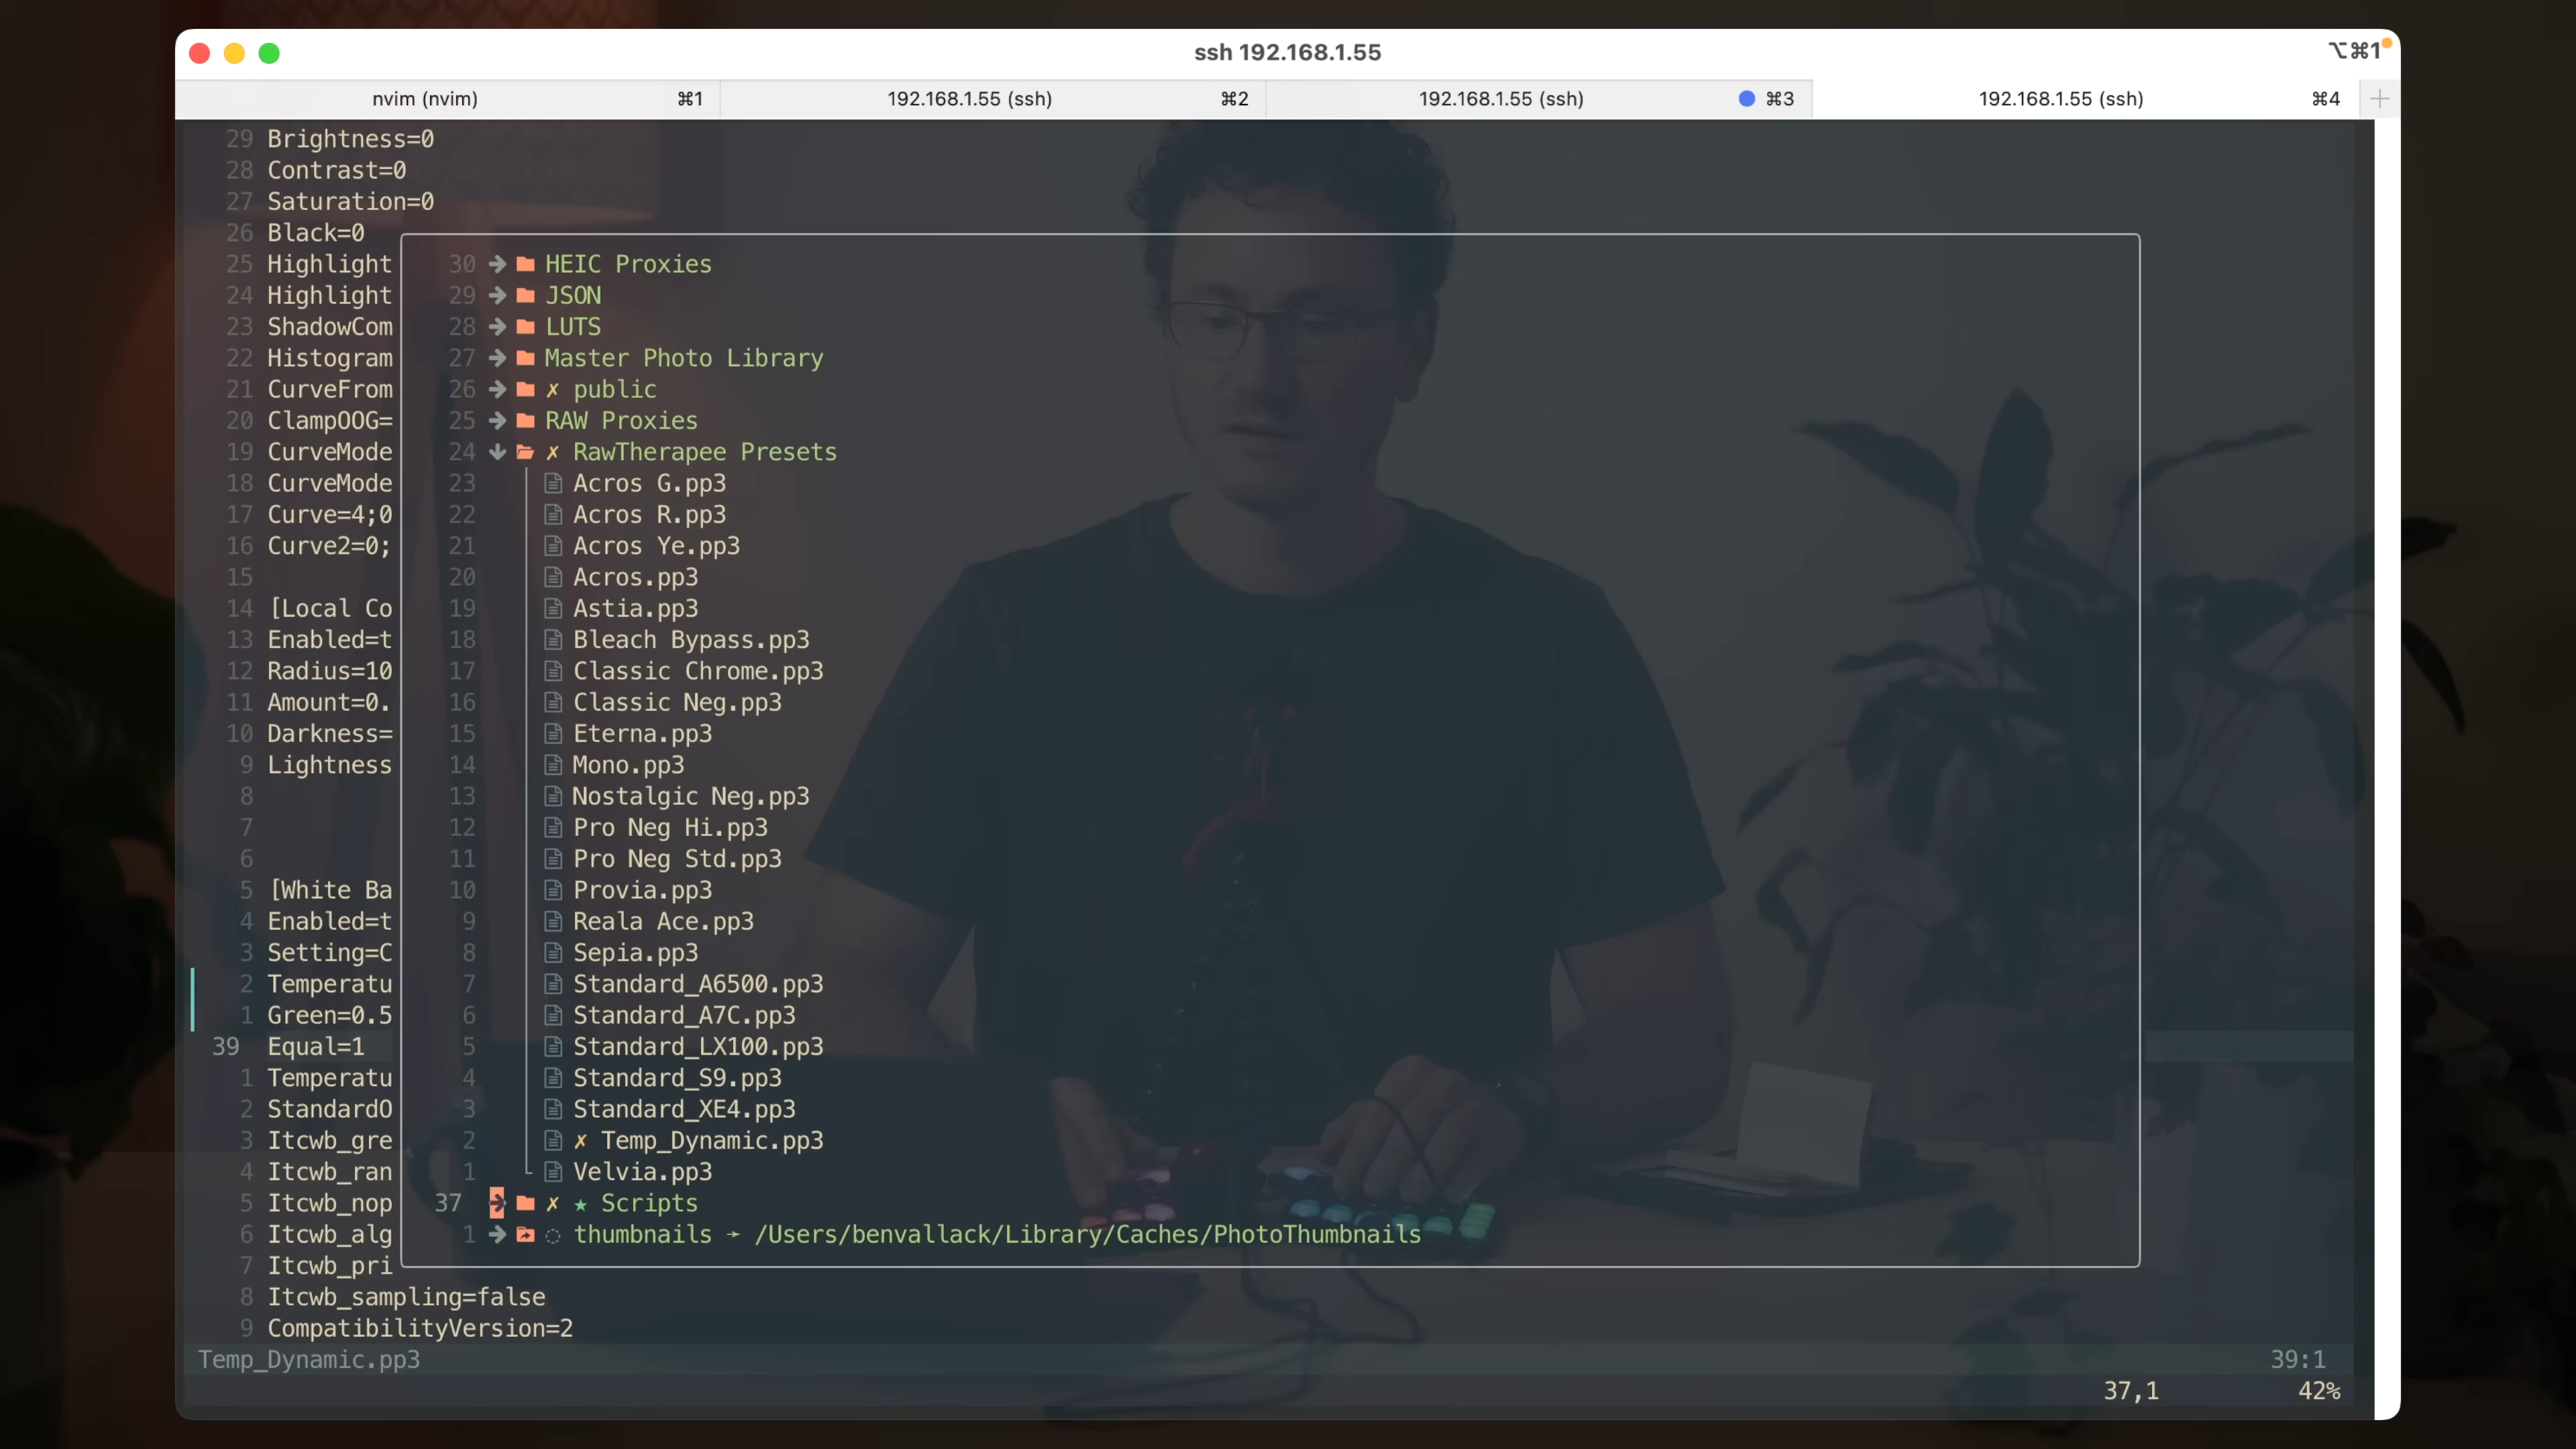 ssh 192.168.1.55
⌥⌘1
nvim (nvim) ⌘1
192.168.1.55 (ssh) ⌘2
192.168.1.55 (ssh) ⌘3
192.168.1.55 (ssh) ⌘4
29 Brightness=0
28 Contrast=0
27 Saturation=0
26 Black=0
25 Highlight
24 Highlight
23 ShadowCom
22 Histogram
21 CurveFrom
20 ClampOOG=
19 CurveMode
18 CurveMode
17 Curve=4;0
16 Curve2=0;
15
14 [Local Co
13 Enabled=t
12 Radius=10
11 Amount=0.
10 Darkness=
9 Lightness
8
7
6
5 [White Ba
4 Enabled=t
3 Setting=C
2 Temperatu
1 Green=0.5
39 Equal=1
1 Temperatu
2 StandardO
3 Itcwb_gre
4 Itcwb_ran
5 Itcwb_nop
6 Itcwb_alg
7 Itcwb_pri
8 Itcwb_sampling=false
9 CompatibilityVersion=2
30 → HEIC Proxies
29 → JSON
28 → LUTS
27 → Master Photo Library
26 → ✗ public
25 → RAW Proxies
24 ↓ ✗ RawTherapee Presets
23 Acros G.pp3
22 Acros R.pp3
21 Acros Ye.pp3
20 Acros.pp3
19 Astia.pp3
18 Bleach Bypass.pp3
17 Classic Chrome.pp3
16 Classic Neg.pp3
15 Eterna.pp3
14 Mono.pp3
13 Nostalgic Neg.pp3
12 Pro Neg Hi.pp3
11 Pro Neg Std.pp3
10 Provia.pp3
9 Reala Ace.pp3
8 Sepia.pp3
7 Standard_A6500.pp3
6 Standard_A7C.pp3
5 Standard_LX100.pp3
4 Standard_S9.pp3
3 Standard_XE4.pp3
2 ✗ Temp_Dynamic.pp3
1 Velvia.pp3
37 → ✗ ★ Scripts
1 → ◌ thumbnails ➛ /Users/benvallack/Library/Caches/PhotoThumbnails
Temp_Dynamic.pp3 39:1
37,1 42%